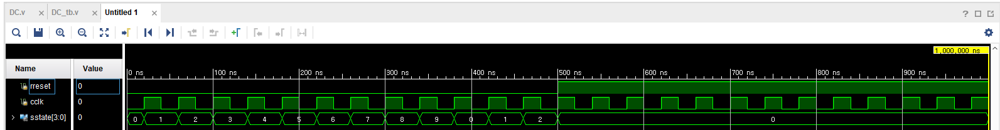 DC.v × DC_tb.v × Untitled 1 ×
?
1,000,000 ns
Name Value
0 ns 100 ns 200 ns 300 ns 400 ns 500 ns 600 ns 700 ns 800 ns 900 ns
rreset 0
cclk 0
sstate[3:0] 0 0 1 2 3 4 5 6 7 8 9 0 1 2 0